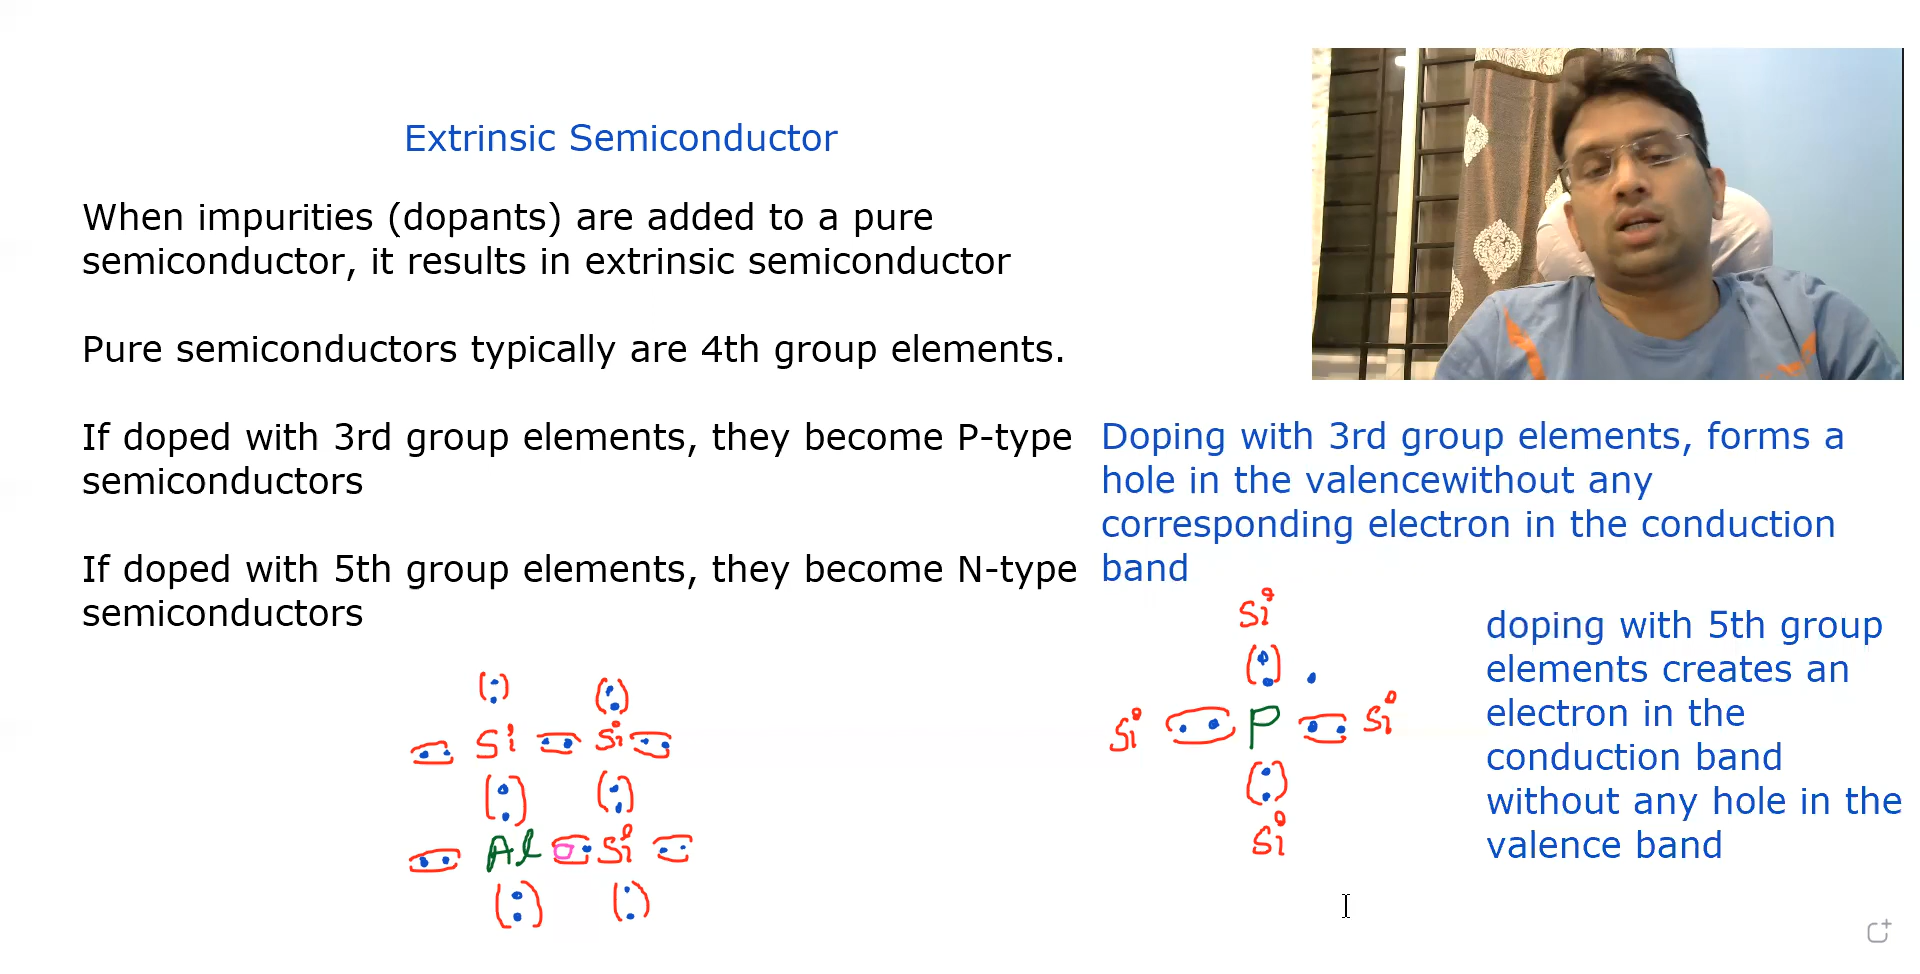 Extrinsic Semiconductor
When impurities (dopants) are added to a pure
semiconductor, it results in extrinsic semiconductor
Pure semiconductors typically are 4th group elements.
If doped with 3rd group elements, they become P-type
semiconductors
If doped with 5th group elements, they become N-type
semiconductors
Doping with 3rd group elements, forms a
hole in the valencewithout any
corresponding electron in the conduction
band
doping with 5th group
elements creates an
electron in the
conduction band
without any hole in the
valence band
Si Si
Al Si
Si
Si P Si
Si